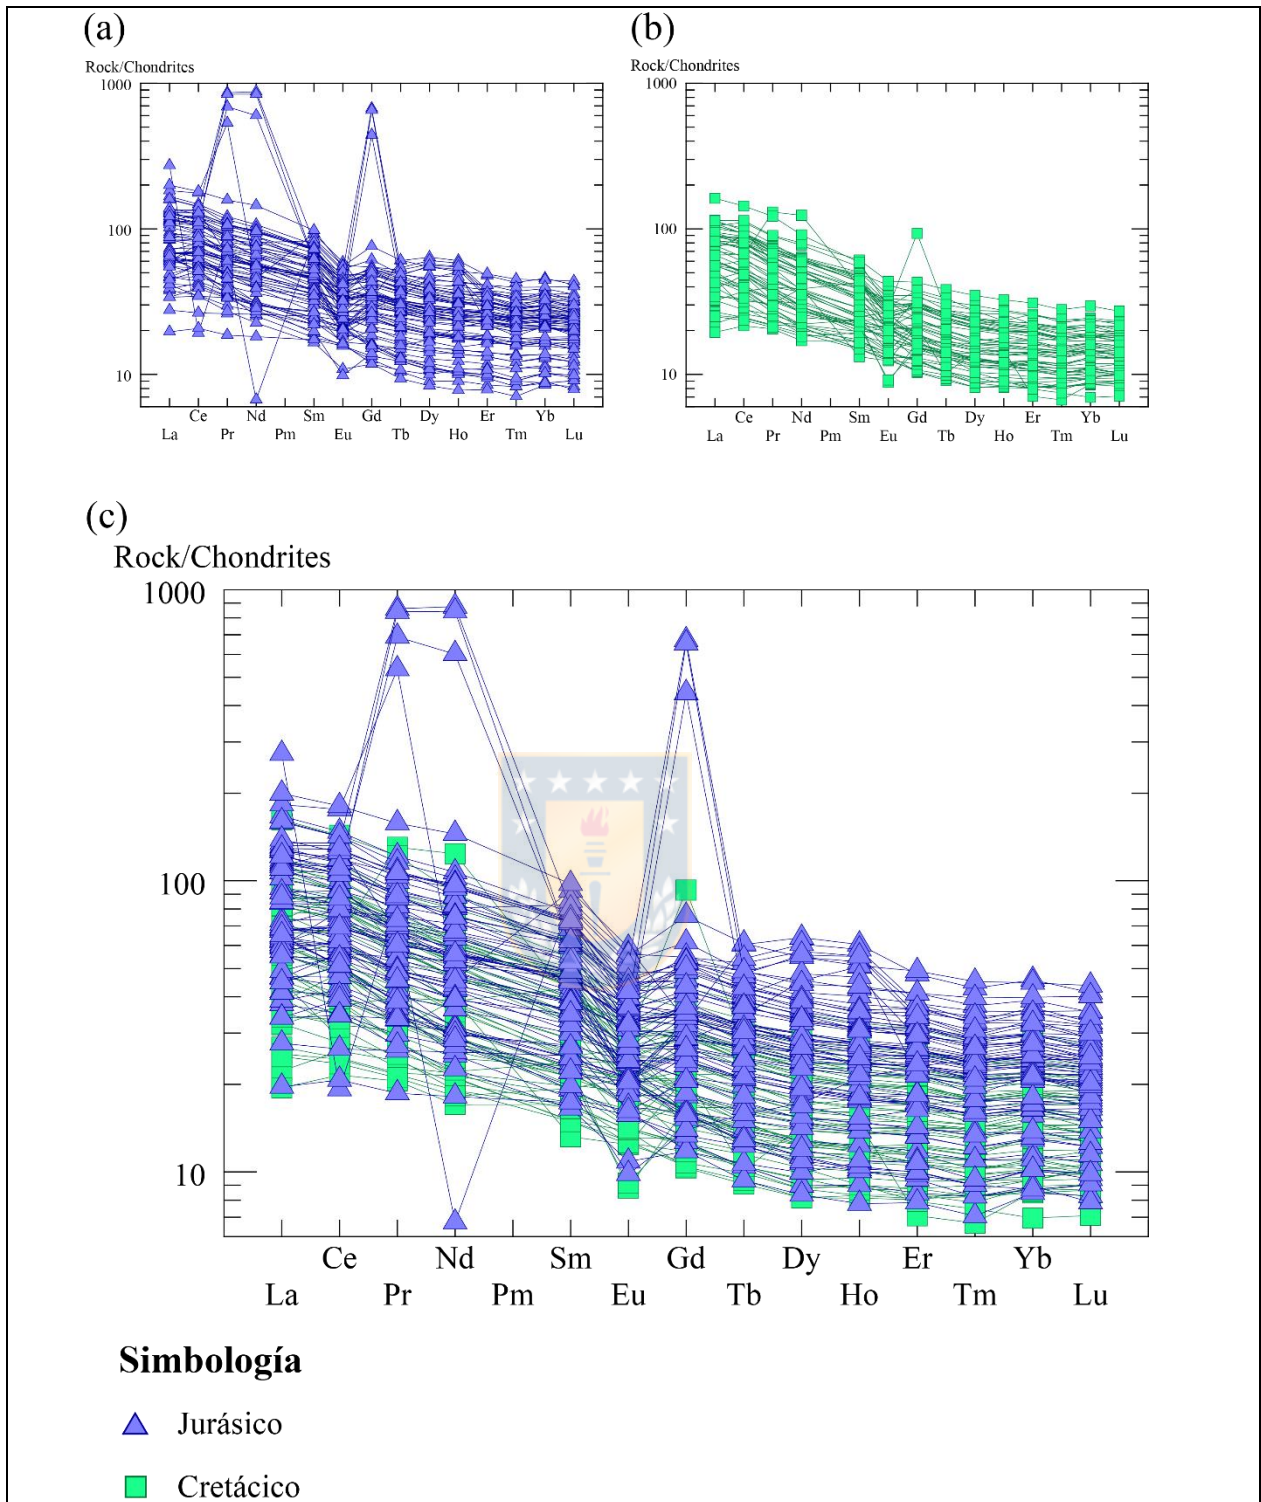 (a)
(b)
Rock/Chondrites
Rock/Chondrites
1000
1000
100
100
10
10
Ce Nd Sm Gd Dy Er Yb
La Pr Pm Eu Tb Ho Tm Lu
Ce Nd Sm Gd Dy Er Yb
La Pr Pm Eu Tb Ho Tm Lu
(c)
Rock/Chondrites
1000
100
10
Ce Nd Sm Gd Dy Er Yb
La Pr Pm Eu Tb Ho Tm Lu
Simbología
Jurásico
Cretácico